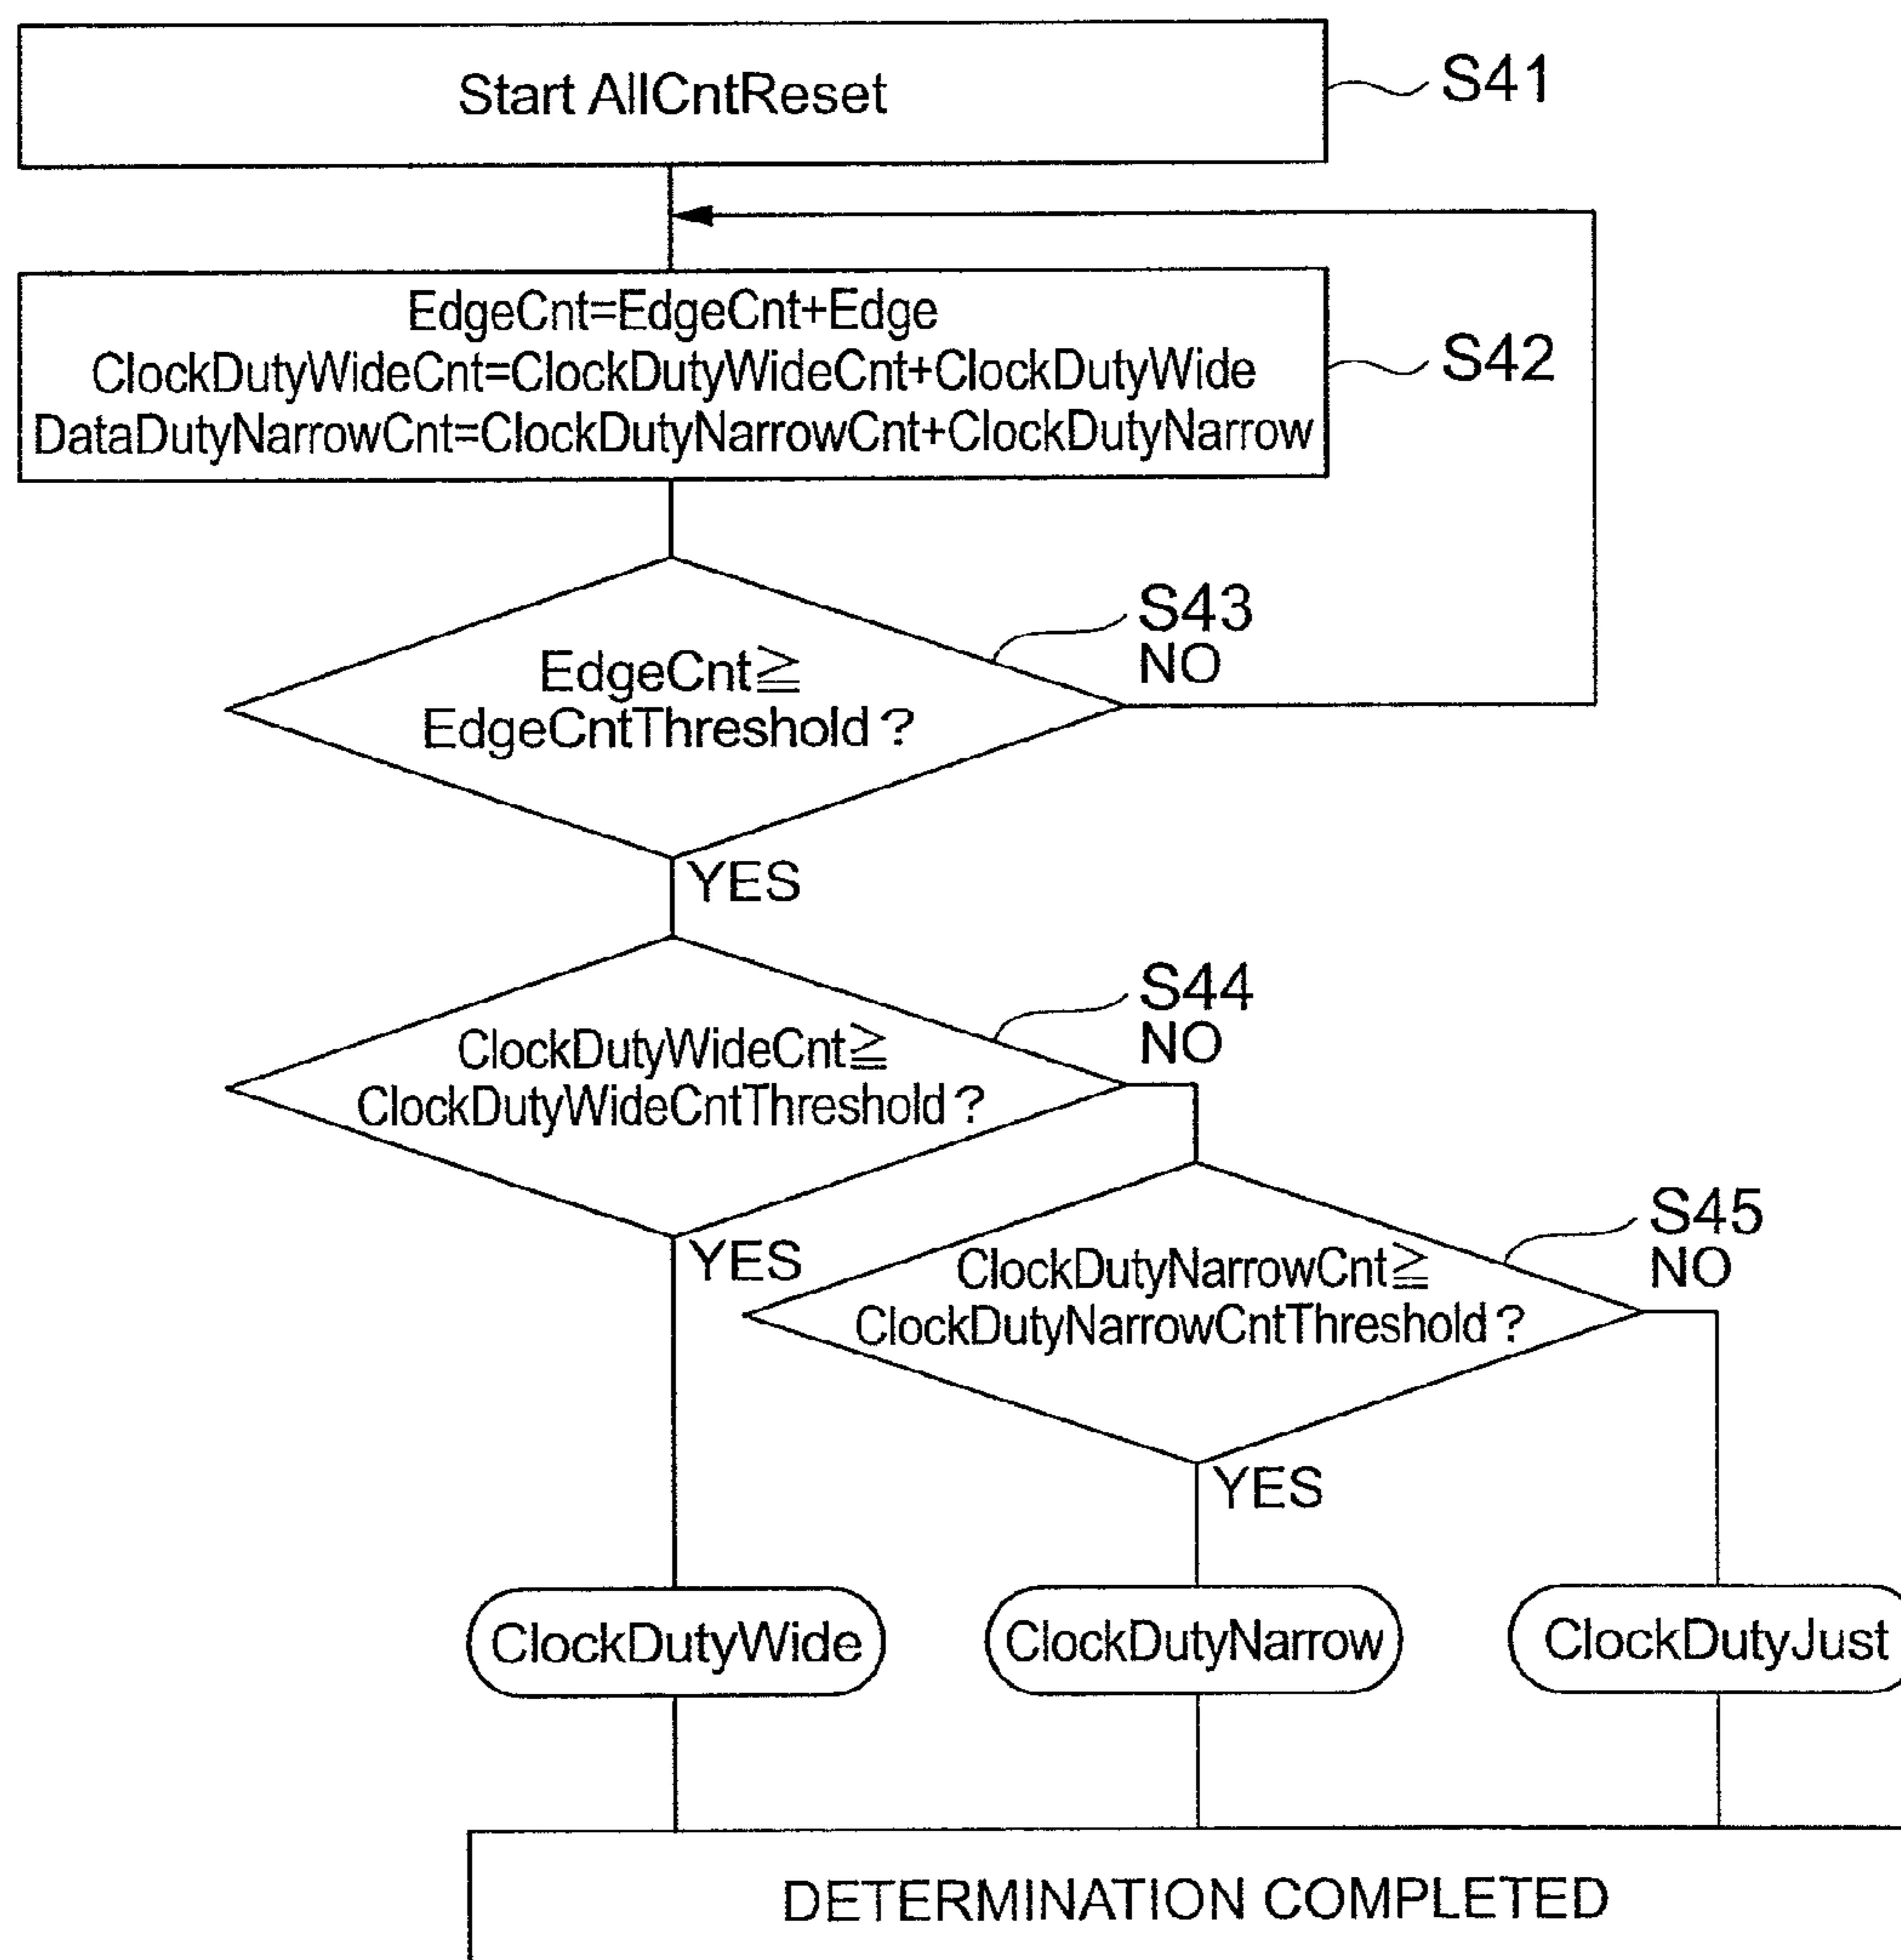 Start AllCntReset
S41
EdgeCnt=EdgeCnt+Edge
ClockDutyWideCnt=ClockDutyWideCnt+ClockDutyWide
DataDutyNarrowCnt=ClockDutyNarrowCnt+ClockDutyNarrow
S42
S43
NO
EdgeCnt≧
EdgeCntThreshold?
YES
S44
NO
ClockDutyWideCnt≧
ClockDutyWideCntThreshold?
YES
S45
NO
ClockDutyNarrowCnt≧
ClockDutyNarrowCntThreshold?
YES
ClockDutyWide
ClockDutyNarrow
ClockDutyJust
DETERMINATION COMPLETED